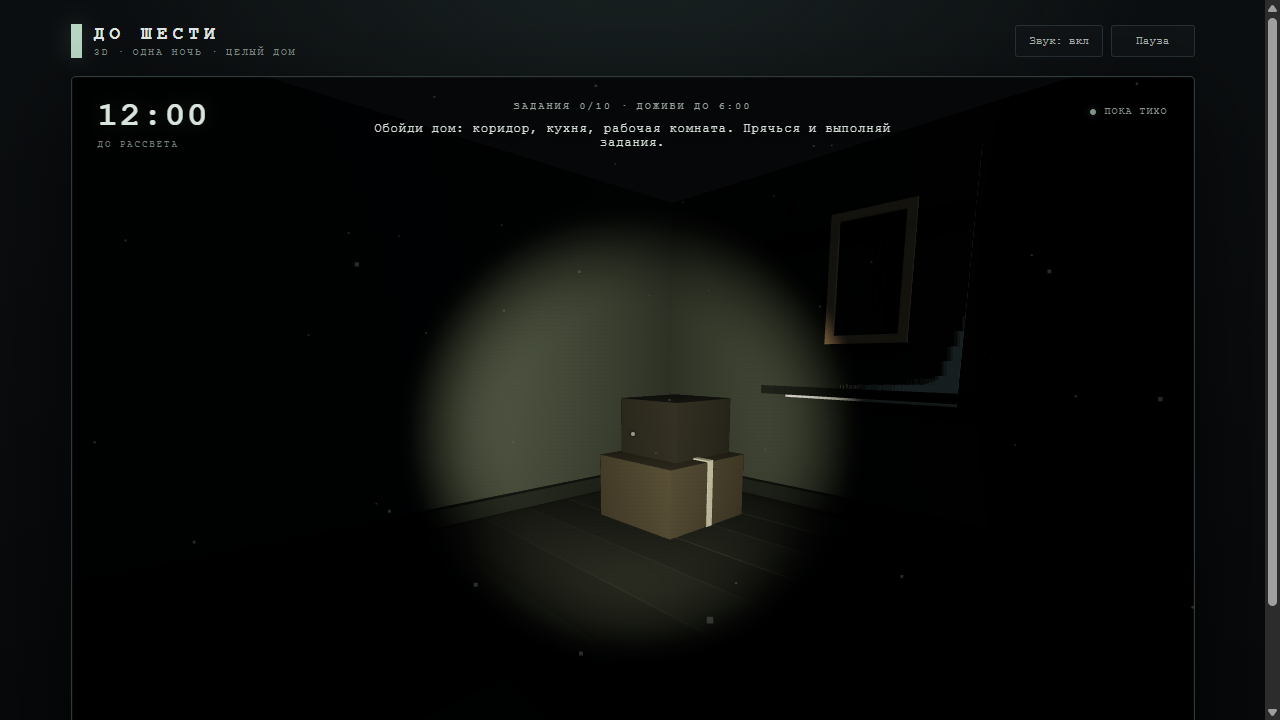 ДО ШЕСТИ
3D · ОДНА НОЧЬ · ЦЕЛЫЙ ДОМ
Звук: вкл
Пауза
12:00
ДО РАССВЕТА
ЗАДАНИЯ 0/10 · ДОЖИВИ ДО 6:00
Обойди дом: коридор, кухня, рабочая комната. Прячься и выполняй
задания.
ПОКА ТИХО